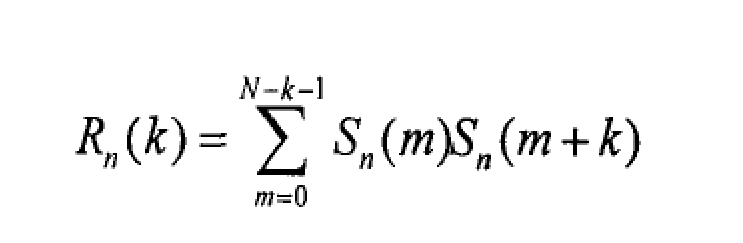 R_n(k) = \sum_{m=0}^{N-k-1} S_n(m)S_n(m+k)